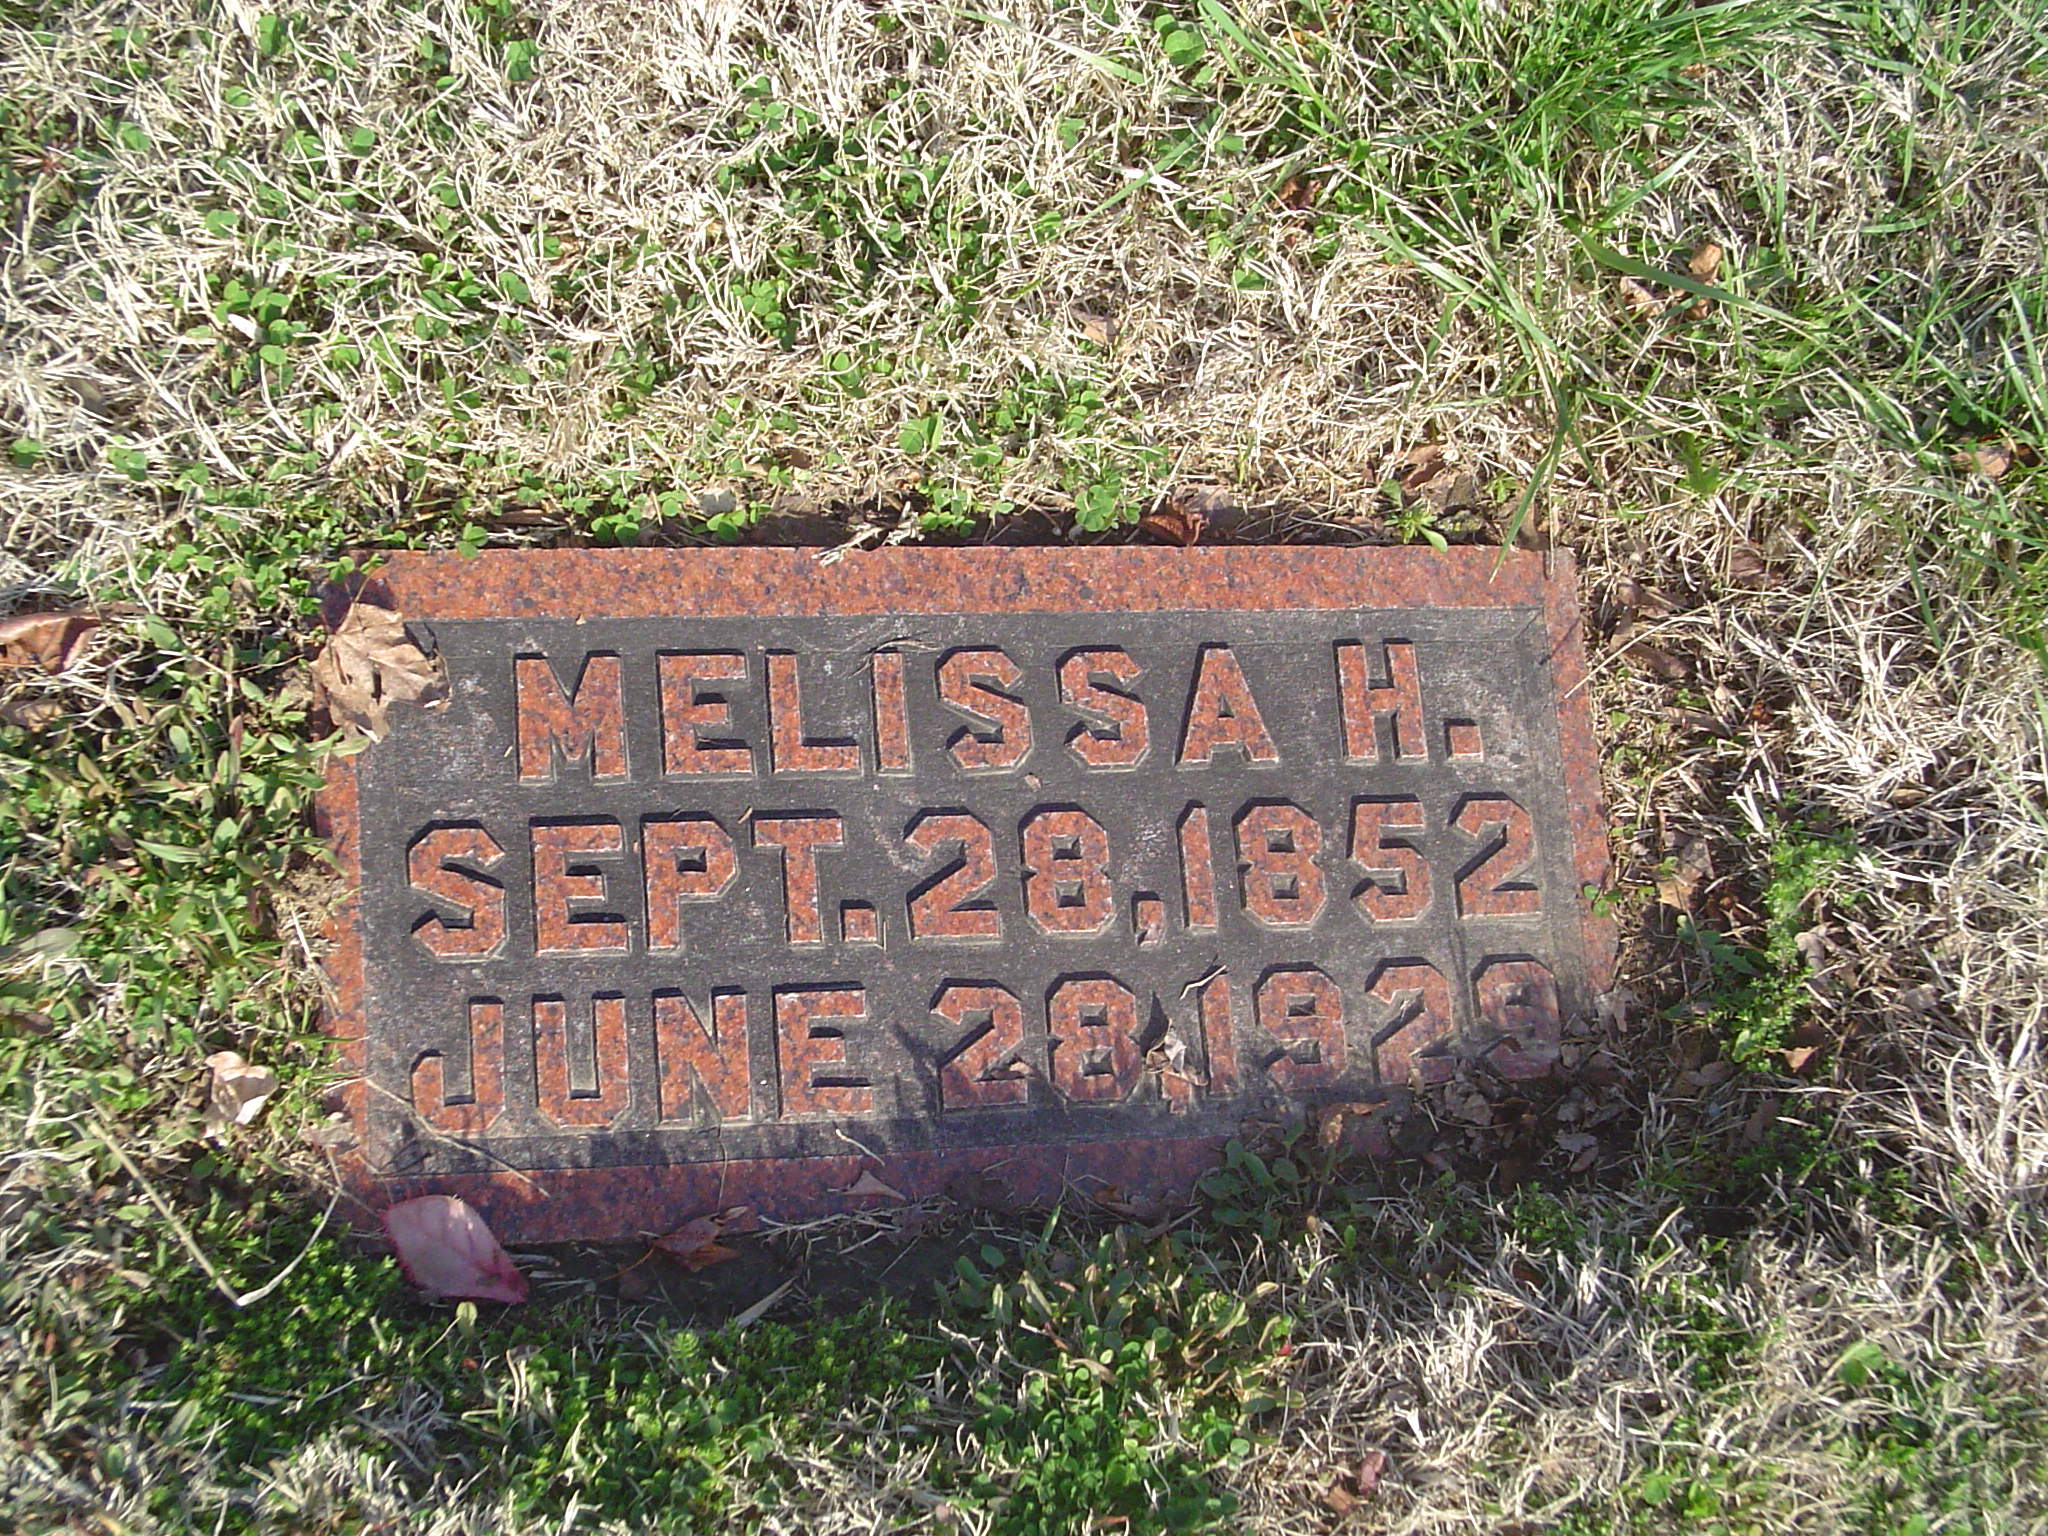 MELISSA H.
SEPT. 28, 1852
JUNE 28, 1929